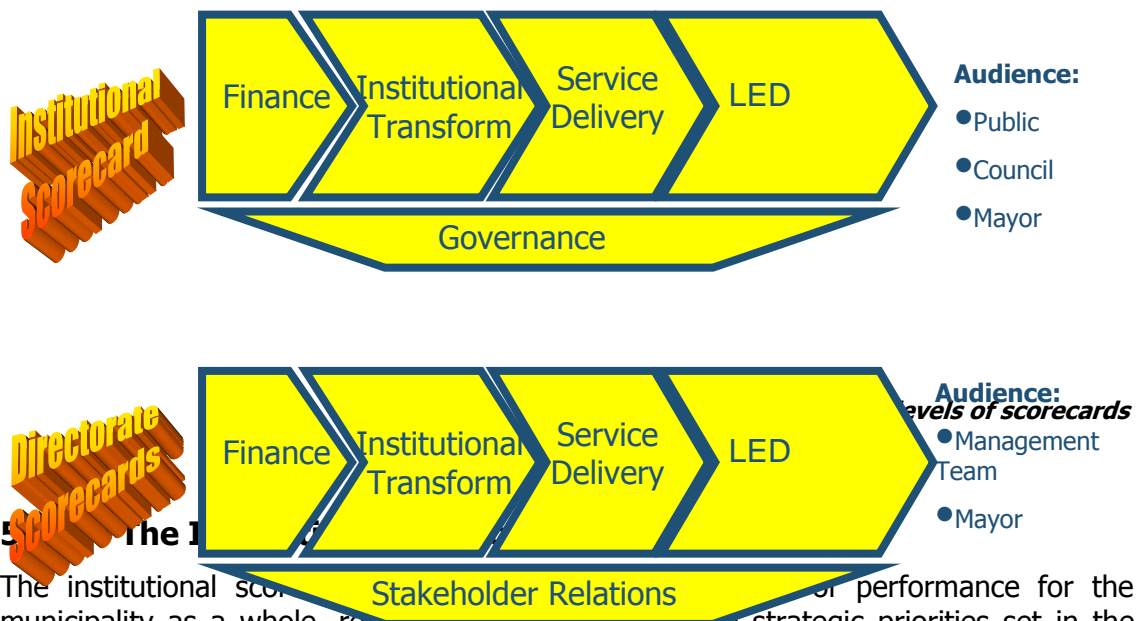 Institutional
Scorecard
Finance
Institutional
Transform
Service
Delivery
LED
Governance
Audience:
●Public
●Council
●Mayor
Directorate
Scorecards
Finance
Institutional
Transform
Service
Delivery
LED
Stakeholder Relations
Audience:
levels of scorecards
●Management
Team
●Mayor
5 The
The institutional performance for the
municipality as a whole, strategic priorities set in the